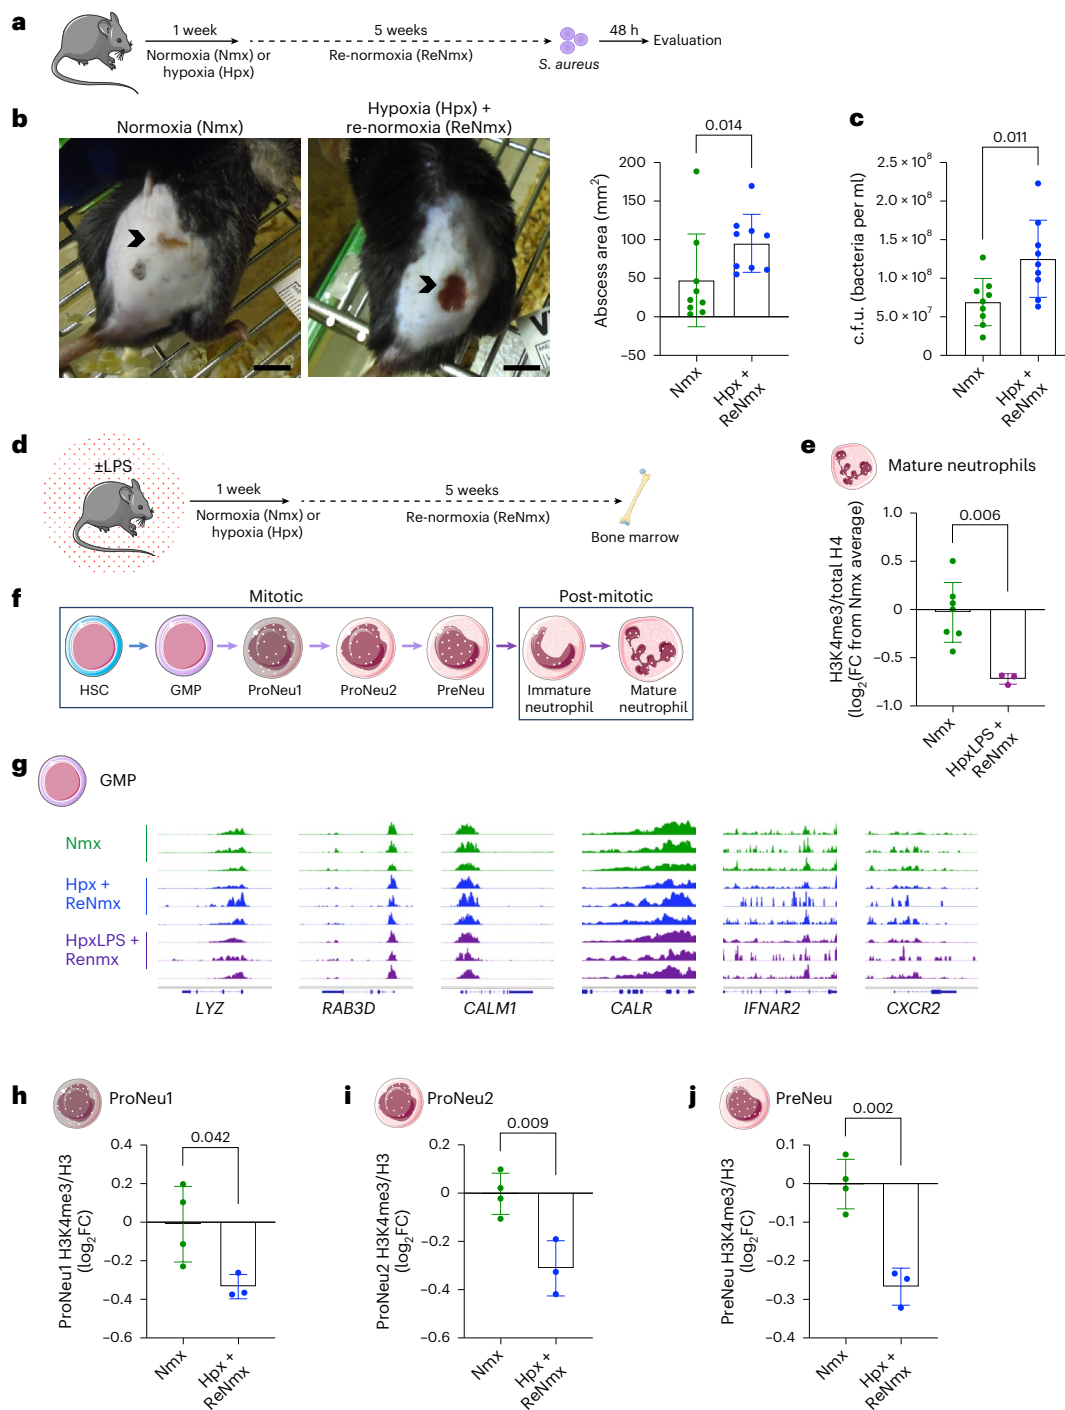 a
1 week
5 weeks
48 h
Normoxia (Nmx) or
hypoxia (Hpx)
Re-normoxia (ReNmx)
S. aureus
Evaluation
b
Normoxia (Nmx)
Hypoxia (Hpx) +
re-normoxia (ReNmx)
Abscess area (mm²)
0.014
200
150
100
50
0
−50
Nmx
Hpx +
ReNmx
c
c.f.u. (bacteria per ml)
0.011
2.5 × 10⁸
2.0 × 10⁸
1.5 × 10⁸
1.0 × 10⁸
5.0 × 10⁷
0
Nmx
Hpx +
ReNmx
d
±LPS
1 week
5 weeks
Normoxia (Nmx) or
hypoxia (Hpx)
Re-normoxia (ReNmx)
Bone marrow
e
Mature neutrophils
H3K4me3/total H4
(log₂(FC from Nmx average)
0.006
1.0
0.5
0
−0.5
−1.0
Nmx
HpxLPS +
ReNmx
f
Mitotic
Post-mitotic
HSC
GMP
ProNeu1
ProNeu2
PreNeu
Immature
neutrophil
Mature
neutrophil
g
GMP
Nmx
Hpx +
ReNmx
HpxLPS +
Renmx
LYZ
RAB3D
CALM1
CALR
IFNAR2
CXCR2
h
ProNeu1
ProNeu1 H3K4me3/H3
(log₂FC)
0.042
0.4
0.2
0
−0.2
−0.4
−0.6
Nmx
Hpx +
ReNmx
i
ProNeu2
ProNeu2 H3K4me3/H3
(log₂FC)
0.009
0.2
0
−0.2
−0.4
−0.6
Nmx
Hpx +
ReNmx
j
PreNeu
PreNeu H3K4me3/H3
(log₂FC)
0.002
0.1
0
−0.1
−0.2
−0.3
−0.4
Nmx
Hpx +
ReNmx